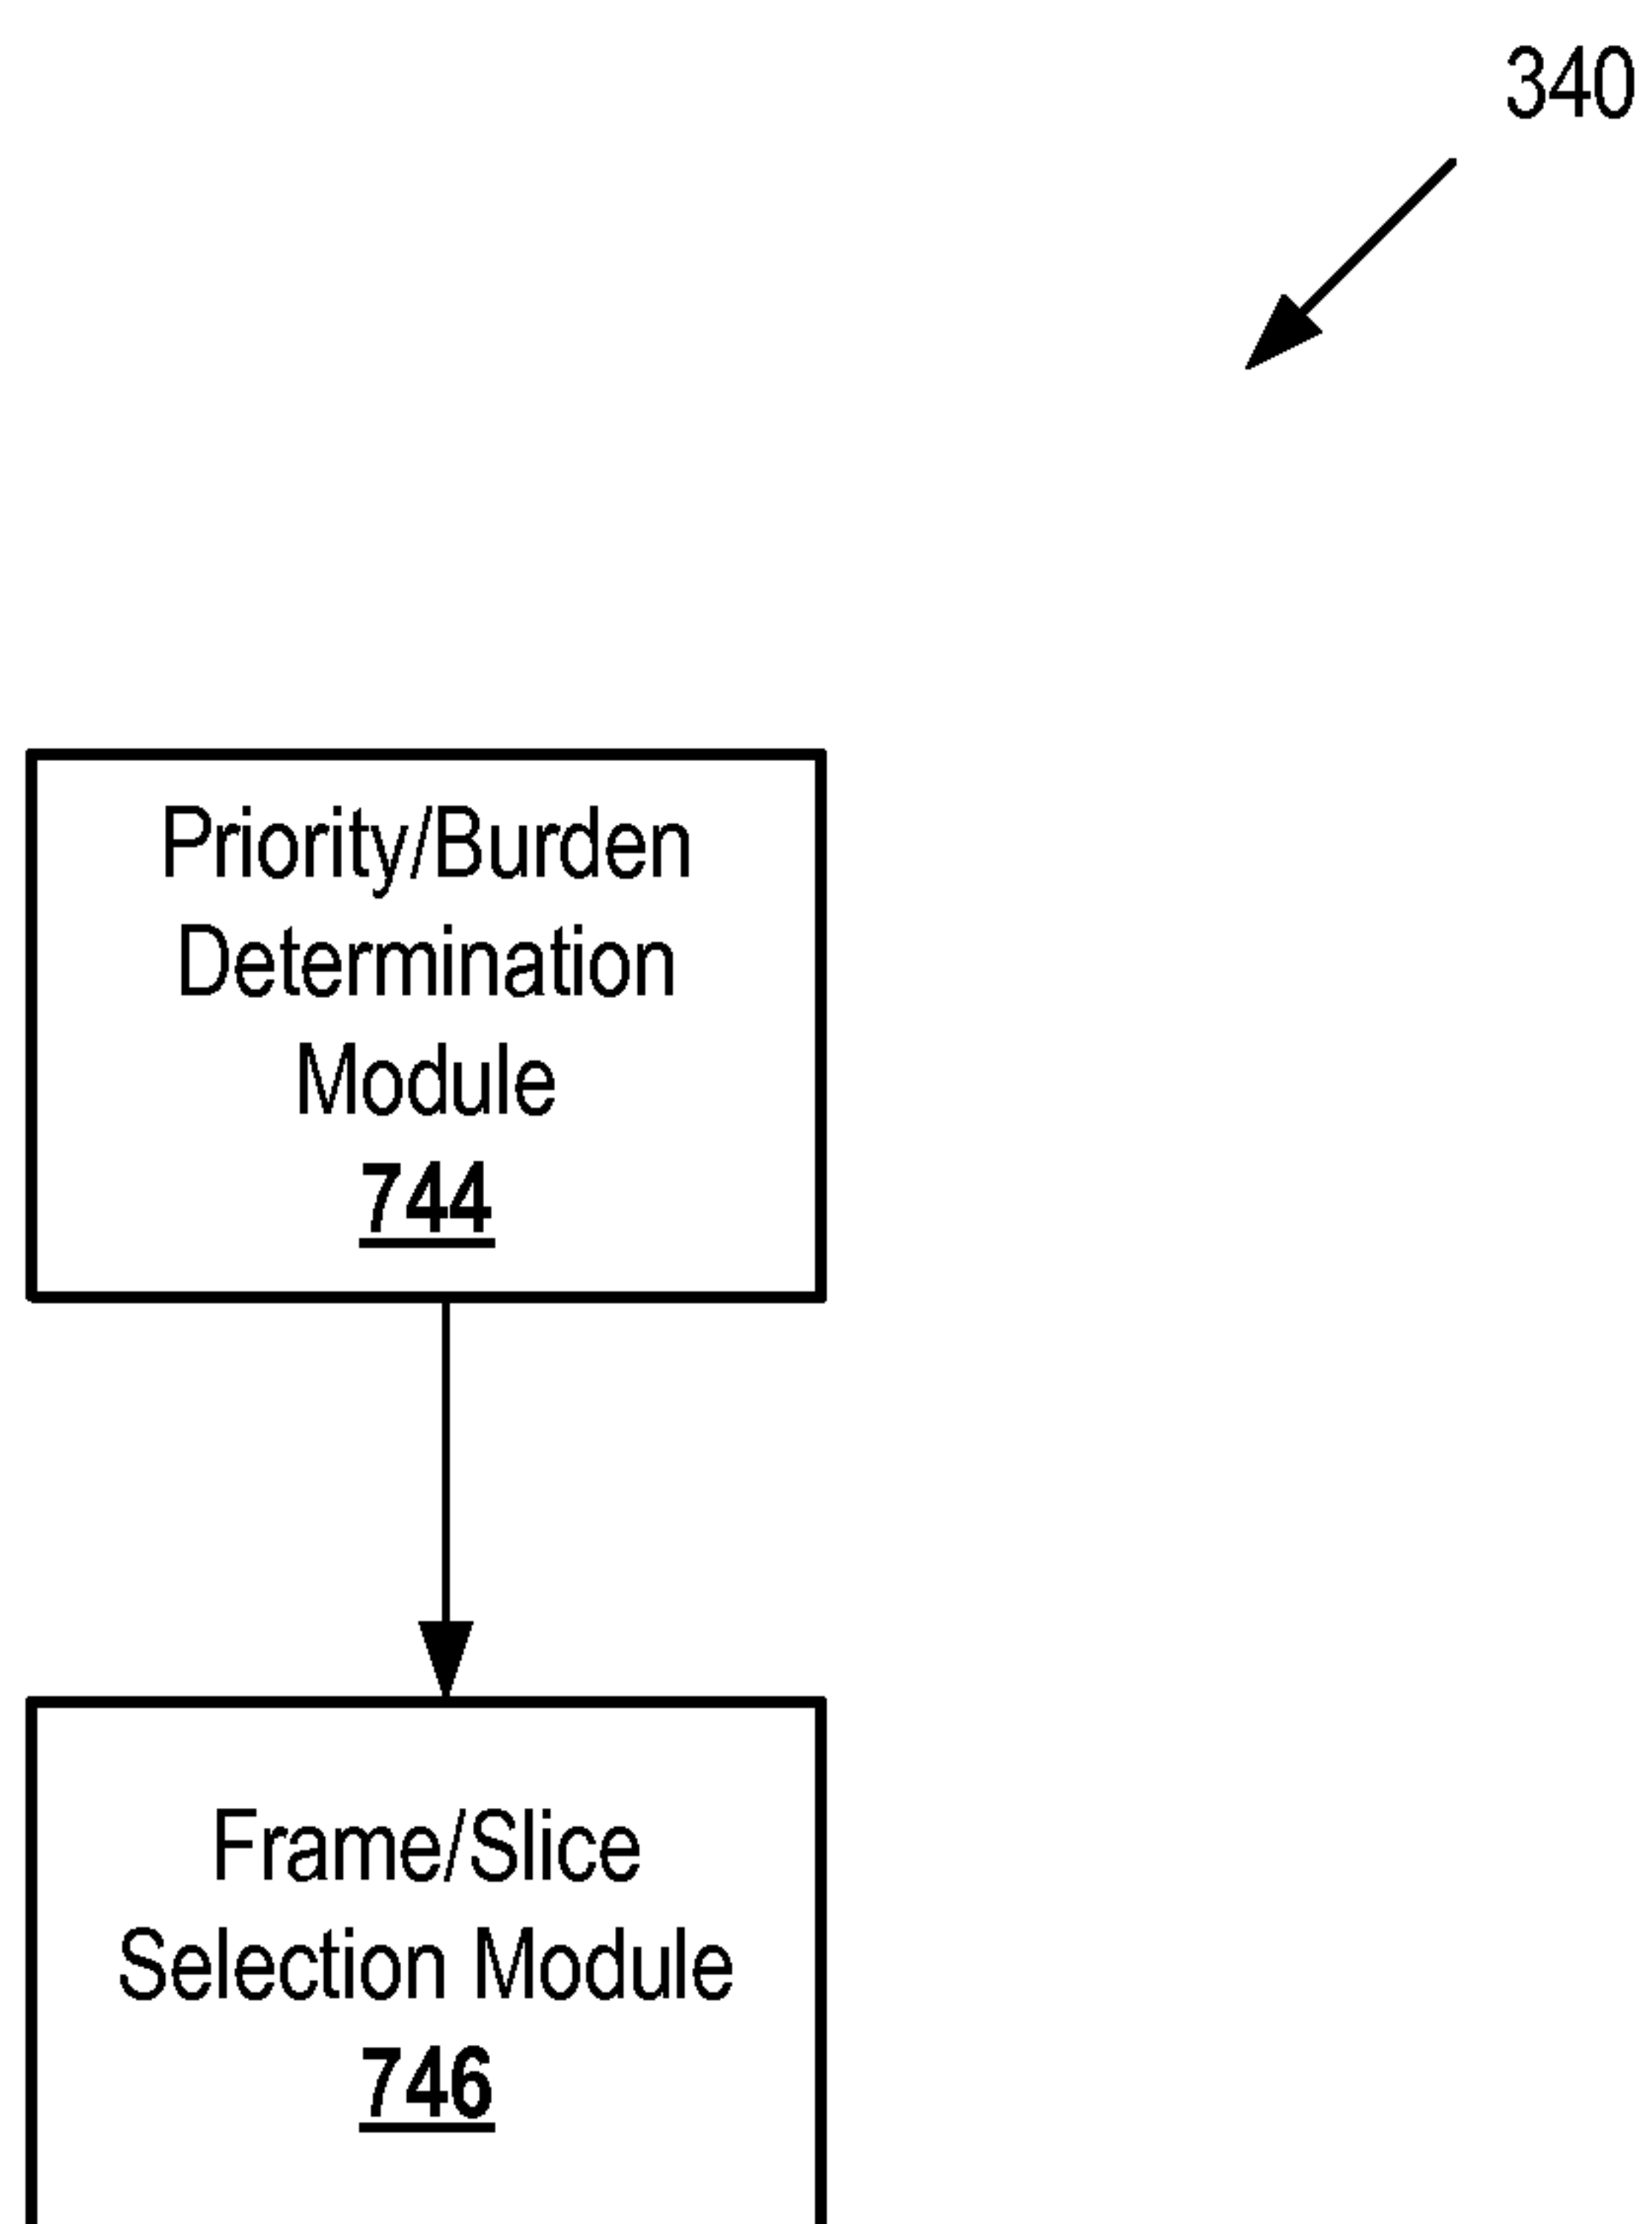 340
Priority/Burden
Determination
Module
744
Frame/Slice
Selection Module
746